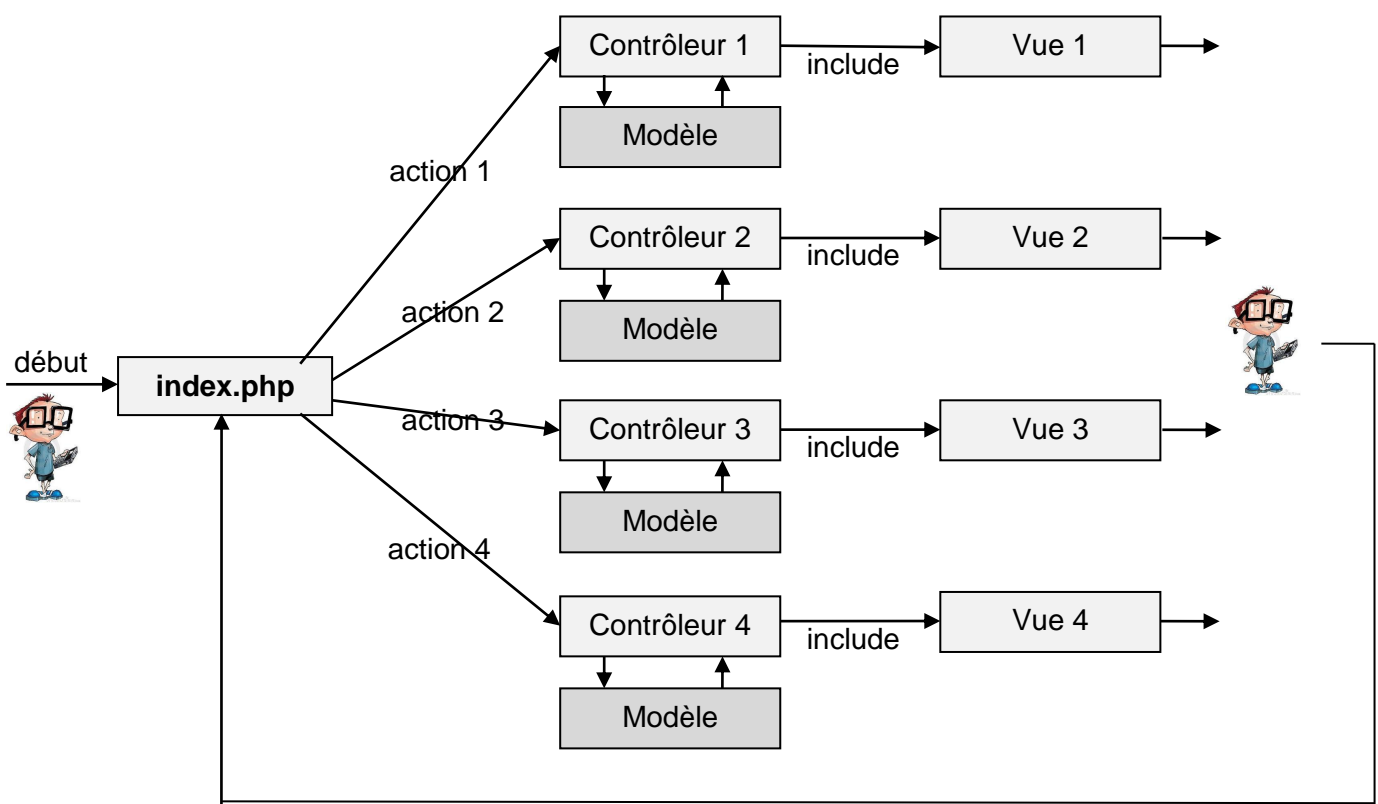 Contrôleur 1
include
Vue 1
Modèle
action 1
Contrôleur 2
include
Vue 2
Modèle
action 2
début
index.php
action 3
Contrôleur 3
include
Vue 3
Modèle
action 4
Contrôleur 4
include
Vue 4
Modèle